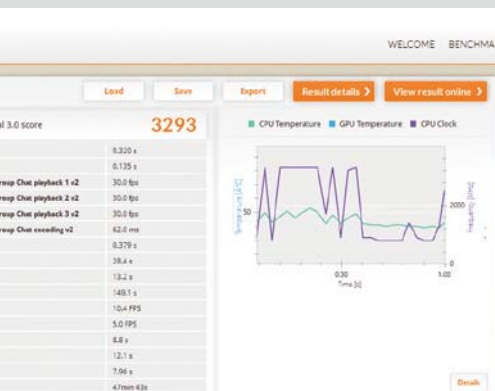 WELCOME BENCHMA
Load Save Export Result details View result online
al 3.0 score 3293
0.320 s
0.135 s
roup Chat playback 1 v2 30.0 fps
roup Chat playback 2 v2 30.0 fps
roup Chat playback 3 v2 30.0 fps
roup Chat encoding v2 62.0 ms
0.379 s
28.4 s
13.2 s
149.1 s
10.4 FPS
5.0 FPS
8.8 s
12.1 s
7.96 s
47min 43s
CPU Temperature GPU Temperature CPU Clock
50
2000
0
0:30 1:00
Time [s]
Details